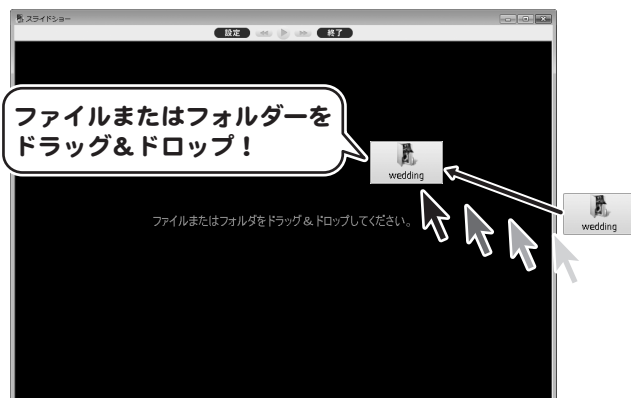 スライドショー
設定
終了
ファイルまたはフォルダーを
ドラッグ&ドロップ！
wedding
wedding
ファイルまたはフォルダをドラッグ＆ドロップしてください。